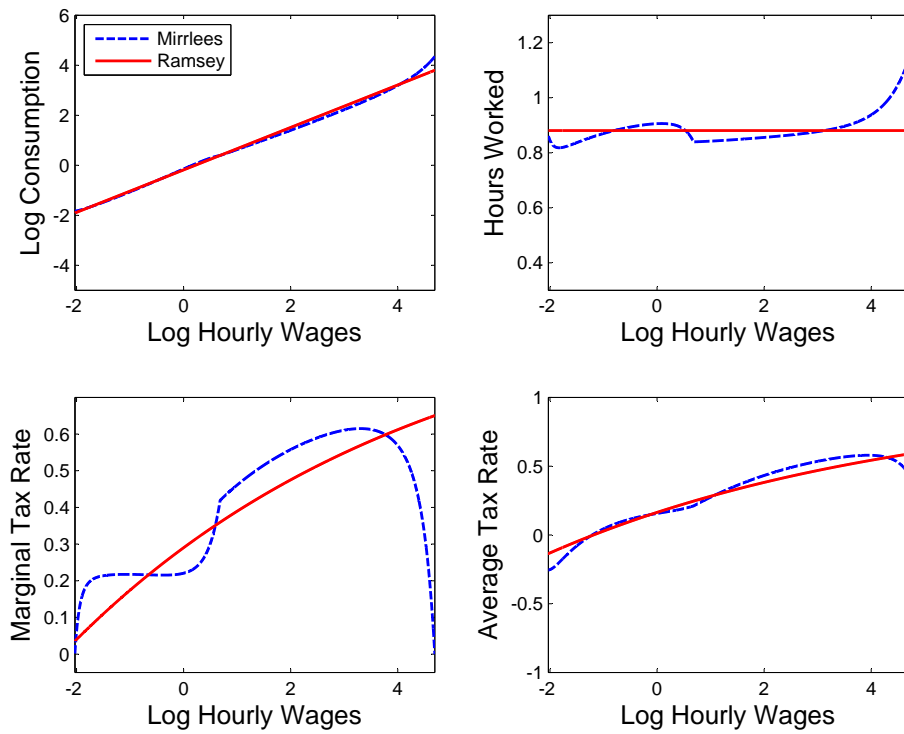 Mirrlees
Ramsey
Log Consumption
6
4
2
0
-2
-4
-2 0 2 4
Log Hourly Wages
Hours Worked
1.2
1
0.8
0.6
0.4
-2 0 2 4
Log Hourly Wages
Marginal Tax Rate
0.6
0.5
0.4
0.3
0.2
0.1
0
-2 0 2 4
Log Hourly Wages
Average Tax Rate
1
0.5
0
-0.5
-1
-2 0 2 4
Log Hourly Wages